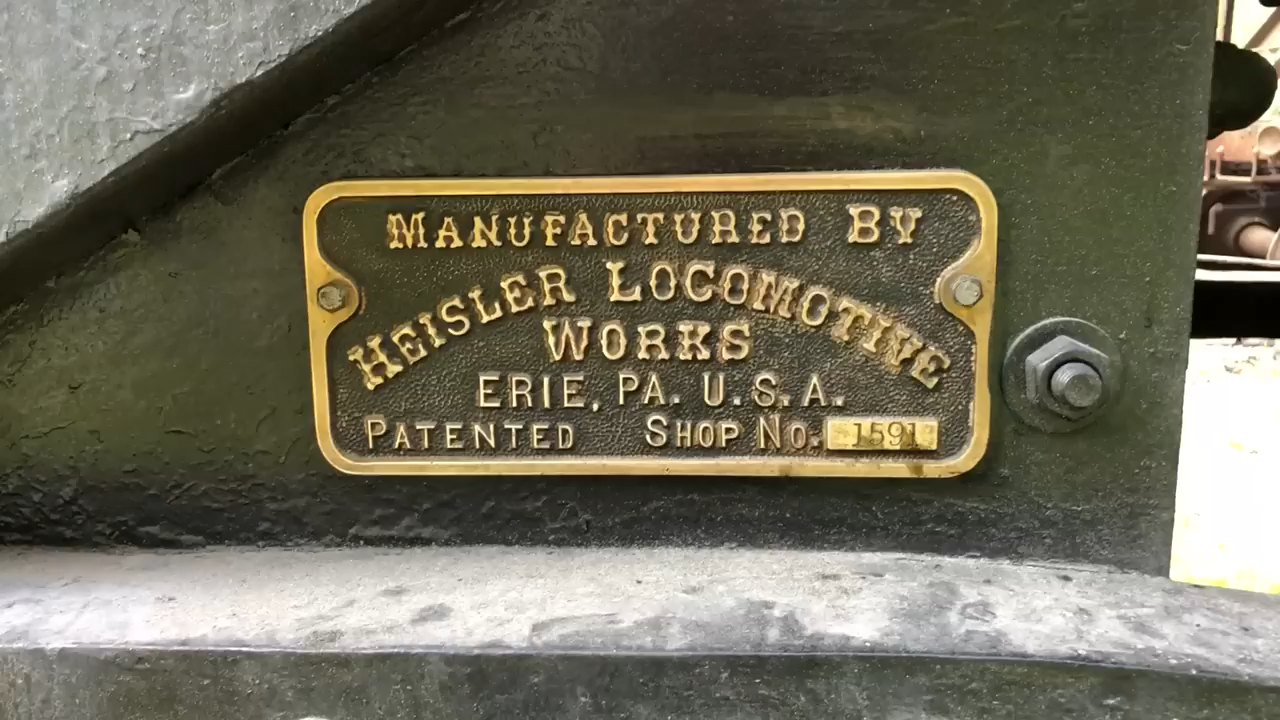 MANUFACTURED BY
HEISLER LOCOMOTIVE
WORKS
ERIE, PA. U.S.A.
PATENTED SHOP NO. 1591